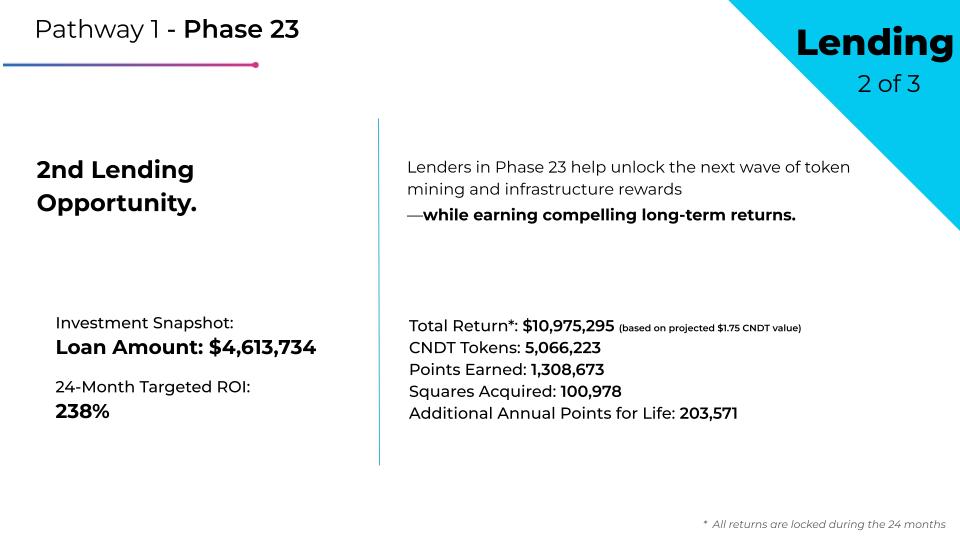 Pathway 1 - Phase 23
Lending
2 of 3
2nd Lending
Opportunity.
Lenders in Phase 23 help unlock the next wave of token
mining and infrastructure rewards
—while earning compelling long-term returns.
Investment Snapshot:
Loan Amount: $4,613,734
24-Month Targeted ROI:
238%
Total Return*: $10,975,295 (based on projected $1.75 CNDT value)
CNDT Tokens: 5,066,223
Points Earned: 1,308,673
Squares Acquired: 100,978
Additional Annual Points for Life: 203,571
* All returns are locked during the 24 months